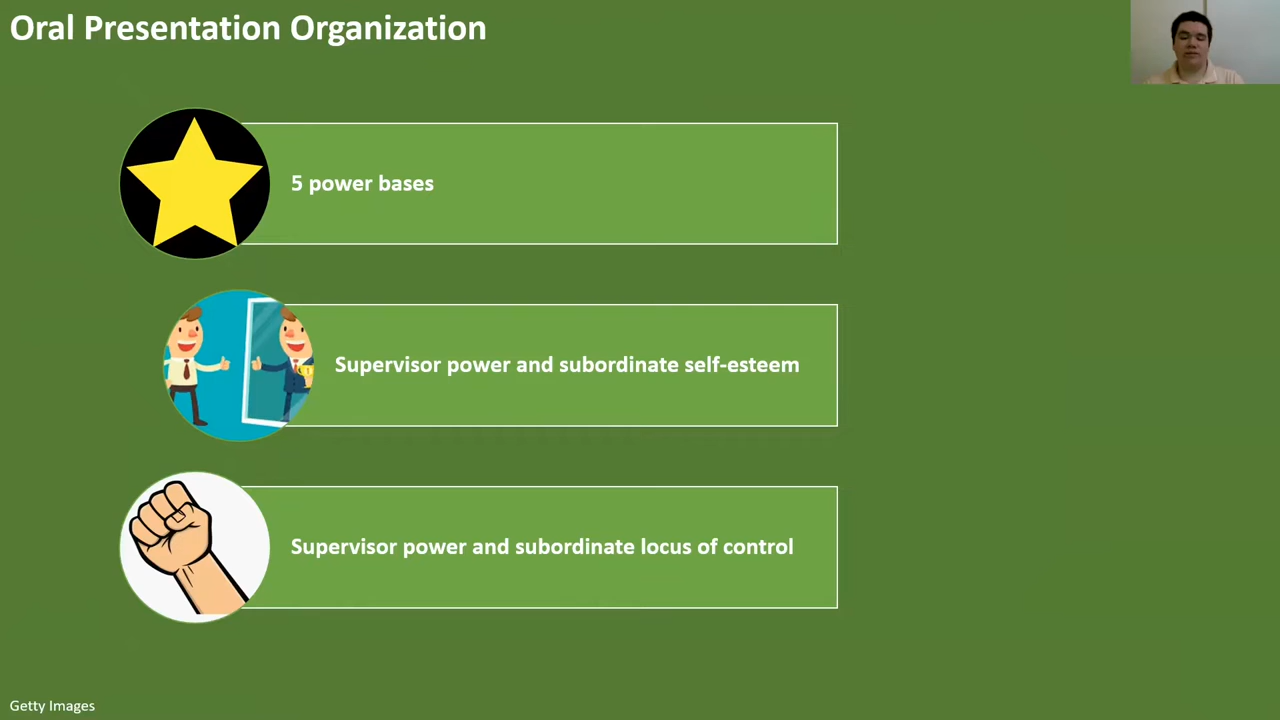 Oral Presentation Organization
5 power bases
Supervisor power and subordinate self-esteem
Supervisor power and subordinate locus of control
Getty Images